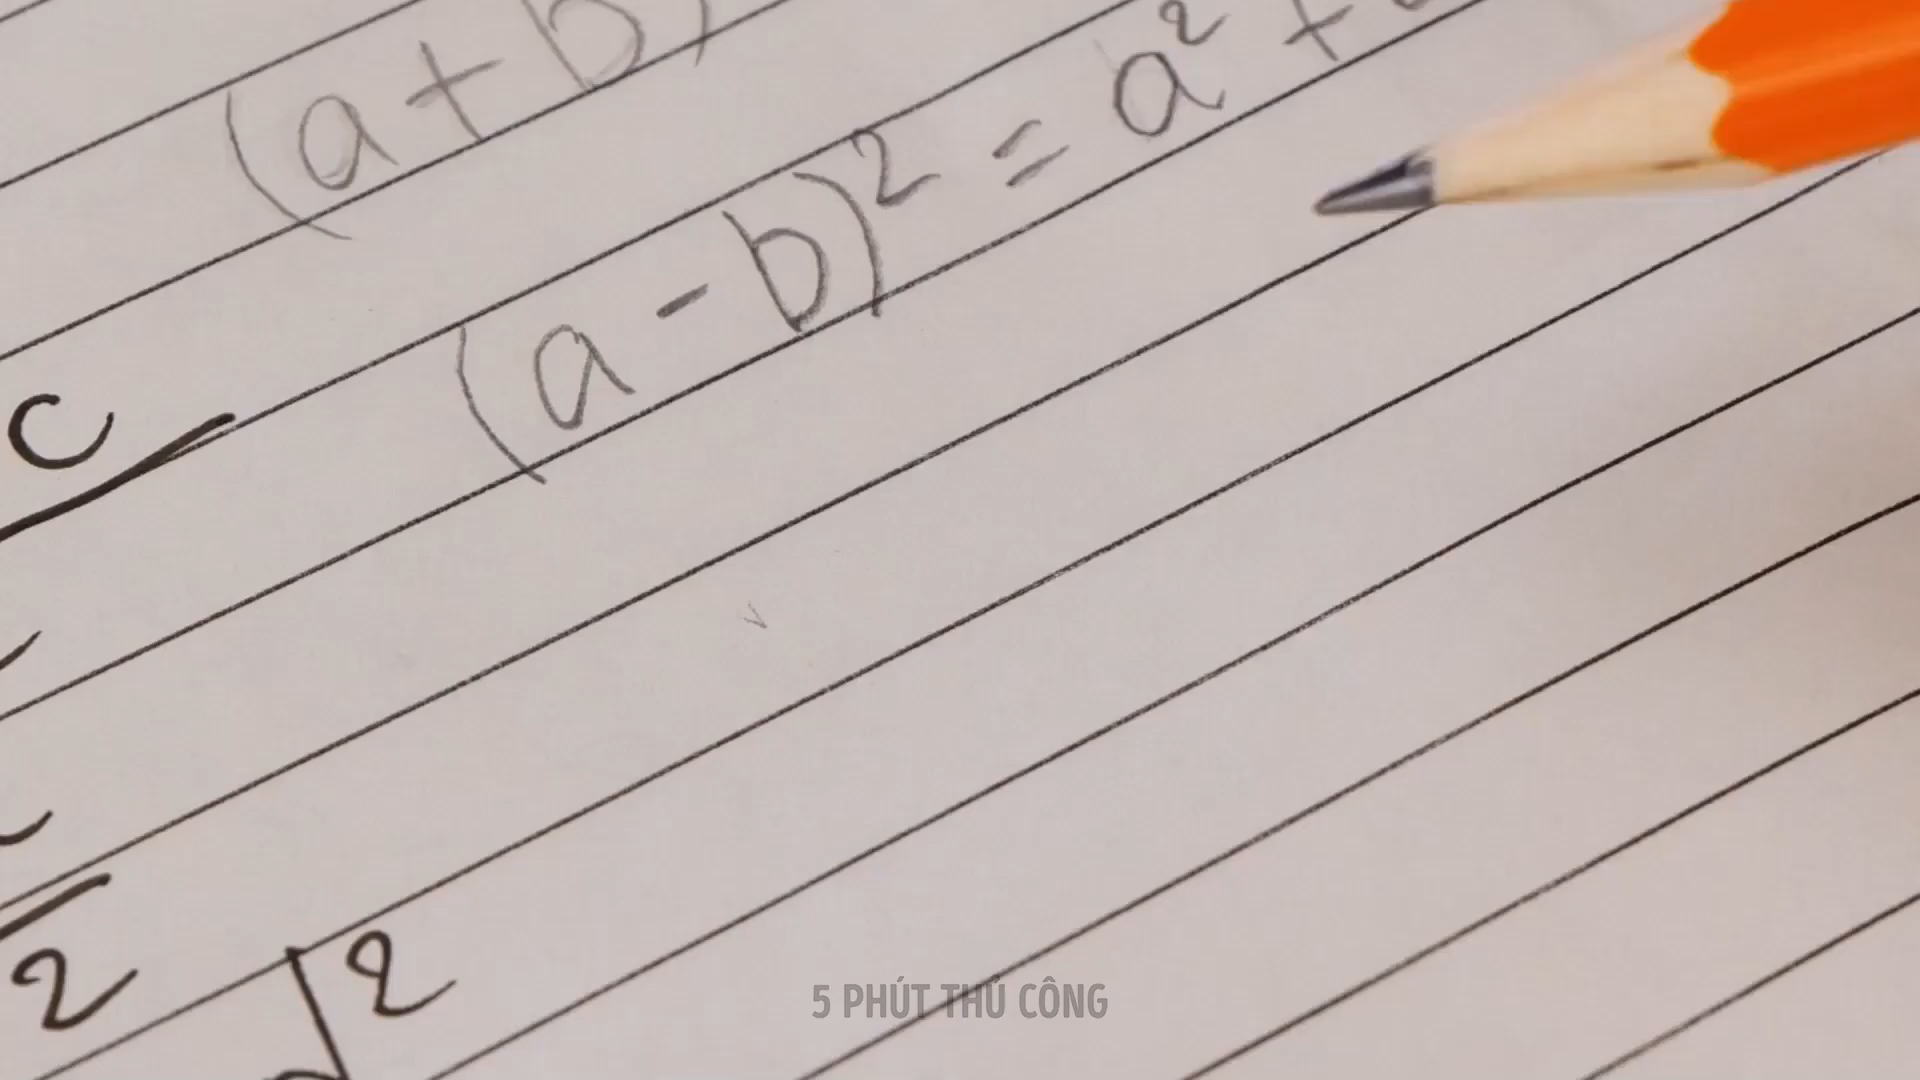 (a + b)
(a - b)² = a² +
c
2
2
5 PHÚT THỦ CÔNG